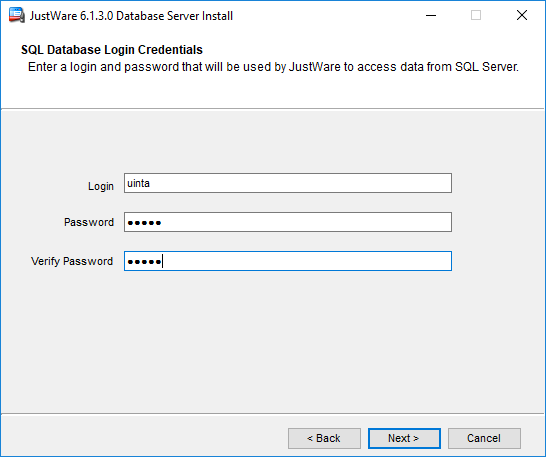 JustWare 6.1.3.0 Database Server Install
SQL Database Login Credentials
Enter a login and password that will be used by JustWare to access data from SQL Server.
Login
uinta
Password
●●●●●
Verify Password
●●●●●
< Back
Next >
Cancel